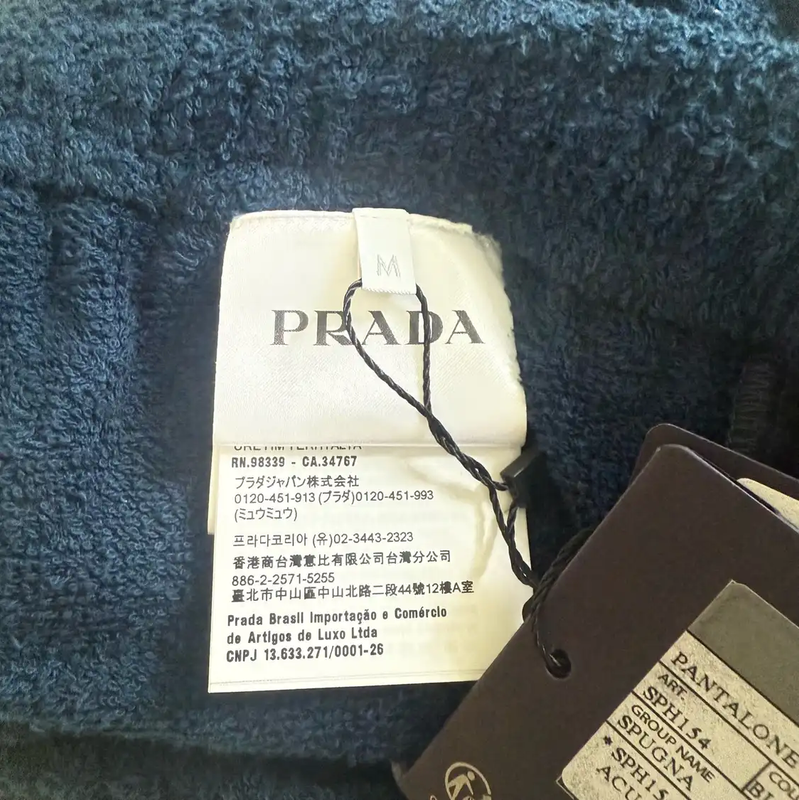 M
PRADA
RN.98339 - CA.34767
プラダジャパン株式会社
0120-451-913 (プラダ)0120-451-993
(ミュウミュウ)
프라다코리아 (유)02-3443-2323
香港商台灣意比有限公司台灣分公司
886-2-2571-5255
臺北市中山區中山北路二段44號12樓A室
Prada Brasil Importação e Comércio
de Artigos de Luxo Ltda
CNPJ 13.633.271/0001-26
PANTALONE
ART.
SPH154
GROUP NAME
SPUGNA
*SPH15
ACU
COL